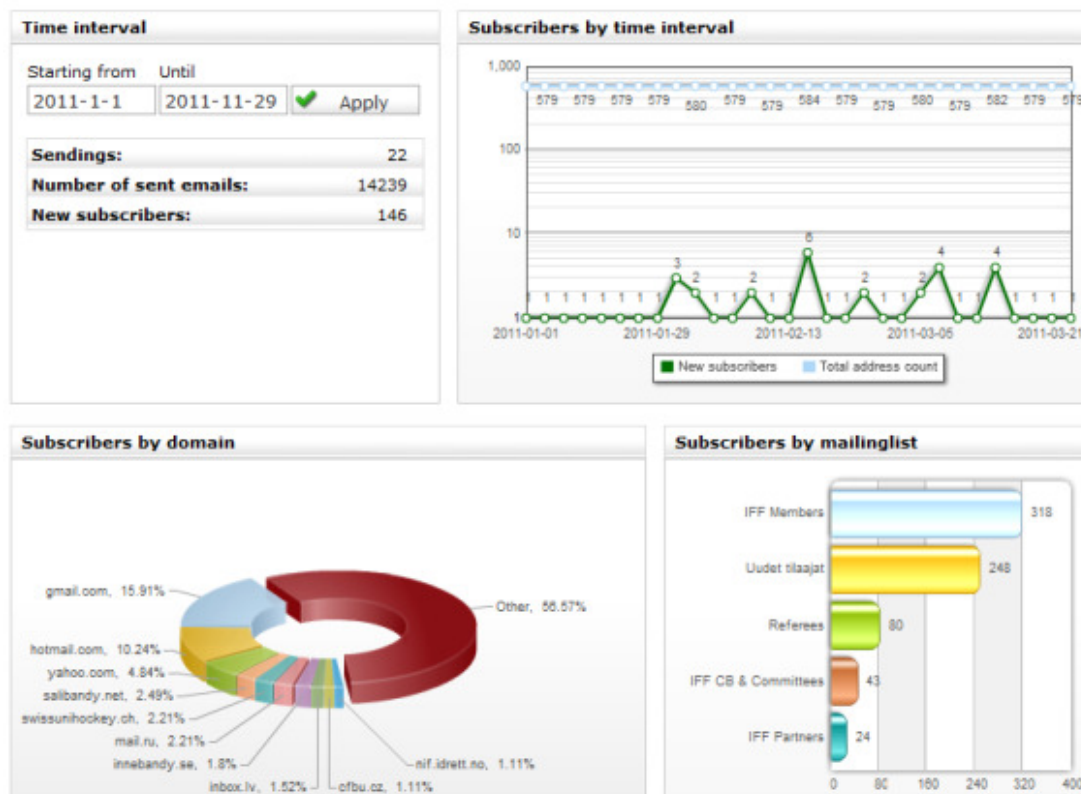 Time interval
Starting from Until
2011-1-1 2011-11-29 Apply
Sendings: 22
Number of sent emails: 14239
New subscribers: 146
Subscribers by time interval
1,000
579 579 579 579 580 579 579 584 579 579 580 579 582 579 579
100
10
3 2 2 6 2 2 4 4
1 1 1 1 1 1 1 1 1 1 1 1 1 1 1 1 1 1 1 1 1 1
2011-01-01 2011-01-29 2011-02-13 2011-03-06 2011-03-21
New subscribers Total address count
Subscribers by domain
gmail.com, 15.91%
Other, 56.57%
hotmail.com, 10.24%
yahoo.com, 4.84%
salibandy.net, 2.49%
swissunihockey.ch, 2.21%
mail.ru, 2.21%
innebandy.se, 1.8%
nif.idrett.no, 1.11%
inbox.lv, 1.52%
cfbu.cz, 1.11%
Subscribers by mailinglist
IFF Members 318
Uudet tilaajat 248
Referees 80
IFF CB & Committees 43
IFF Partners 24
0 80 160 240 320 400